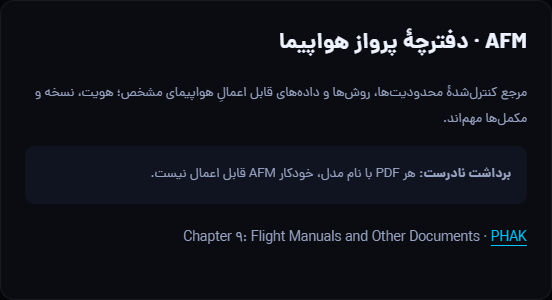 AFM · دفترچهٔ پرواز هواپیما
مرجع کنترل‌شدهٔ محدودیت‌ها، روش‌ها و داده‌های قابل اعمالِ هواپیمای مشخص؛ هویت، نسخه و
مکمل‌ها مهم‌اند.
برداشت نادرست: هر PDF با نام مدل، خودکار AFM قابل اعمال نیست.
PHAK · Chapter ۹: Flight Manuals and Other Documents